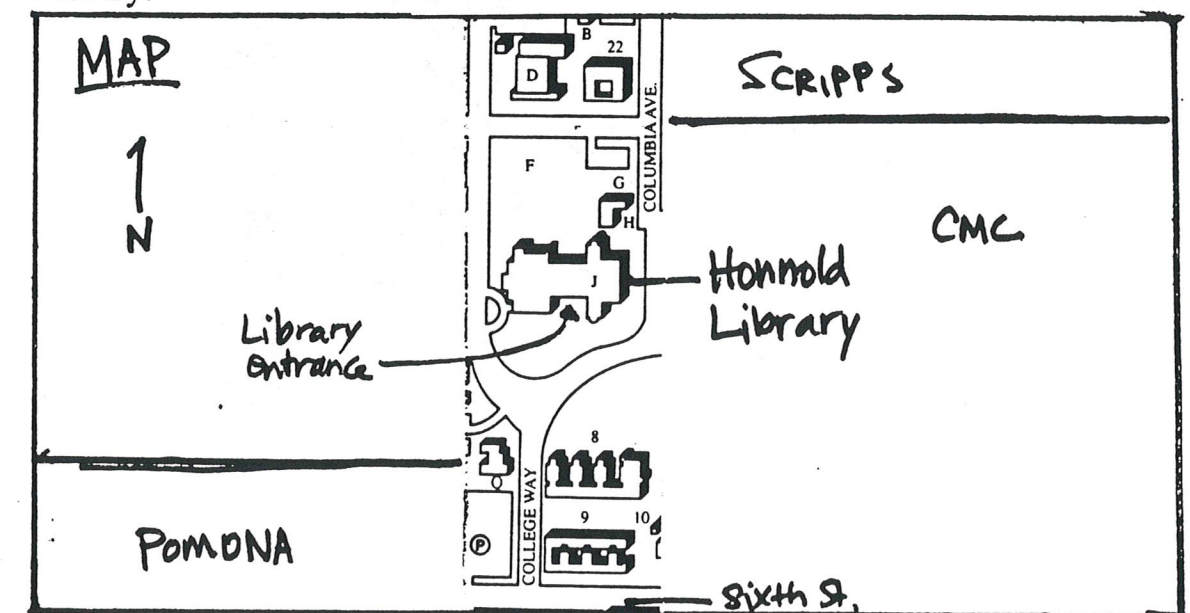 MAP
N
B
22
D
SCRIPPS
COLUMBIA AVE.
F
G
H
CMC
J
Honnold
Library
Library
entrance
8
COLLEGE WAY
9
10
P
POMONA
Sixth St.